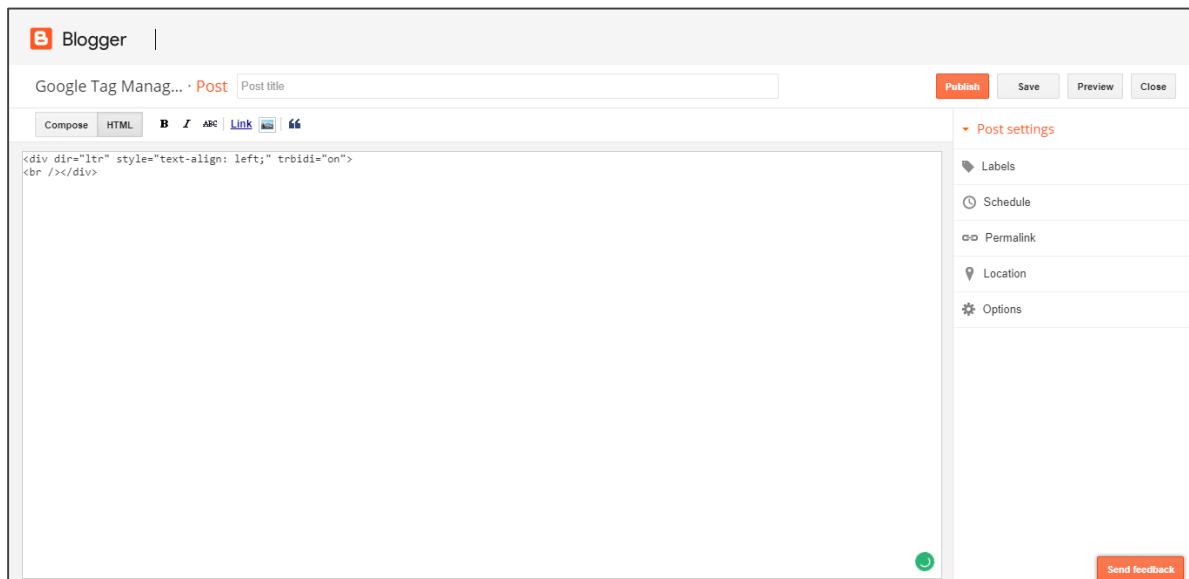 Blogger
Google Tag Manag... · Post Post title Publish Save Preview Close
Compose HTML B I ABC Link
Post settings
<div dir="ltr" style="text-align: left;" trbidi="on">
<br /></div>
Labels
Schedule
Permalink
Location
Options
Send feedback